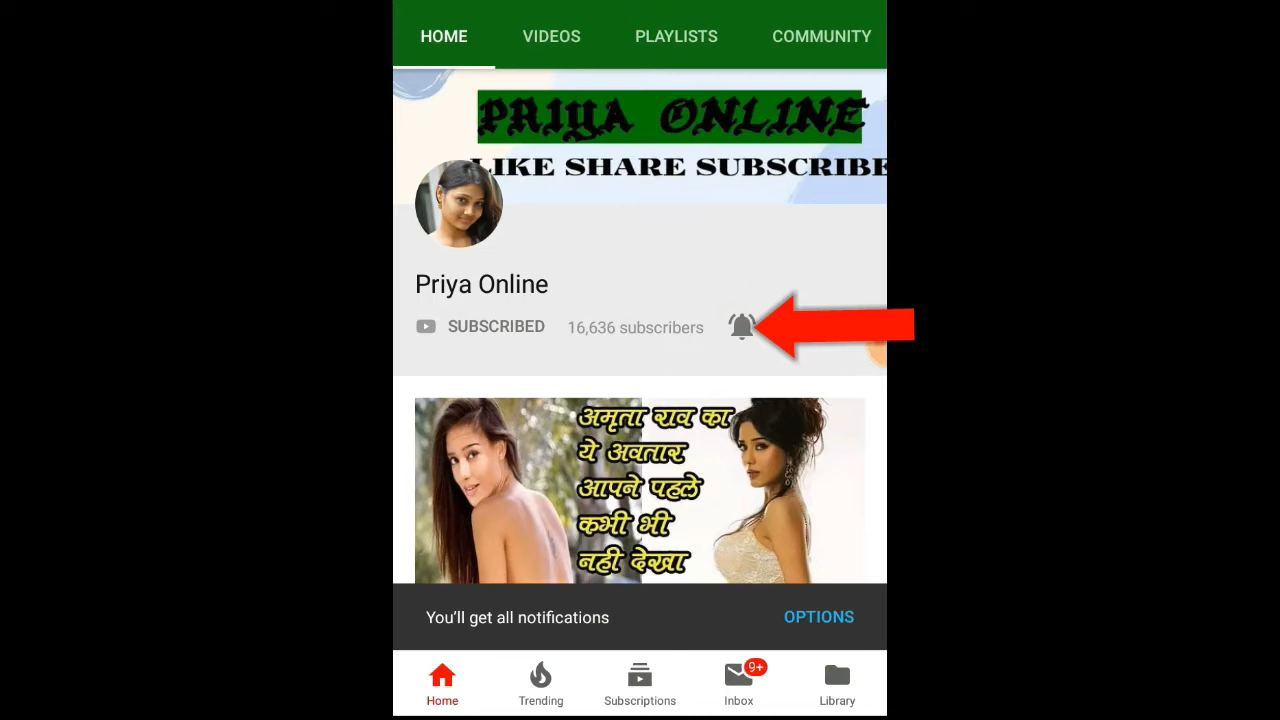 HOME VIDEOS PLAYLISTS COMMUNITY
PRIYA ONLINE
LIKE SHARE SUBSCRIBE
Priya Online
SUBSCRIBED 16,636 subscribers
अमृता राव का
ये अवतार
आपने पहले
कभी भी
नही देखा
You'll get all notifications OPTIONS
9+
Home Trending Subscriptions Inbox Library